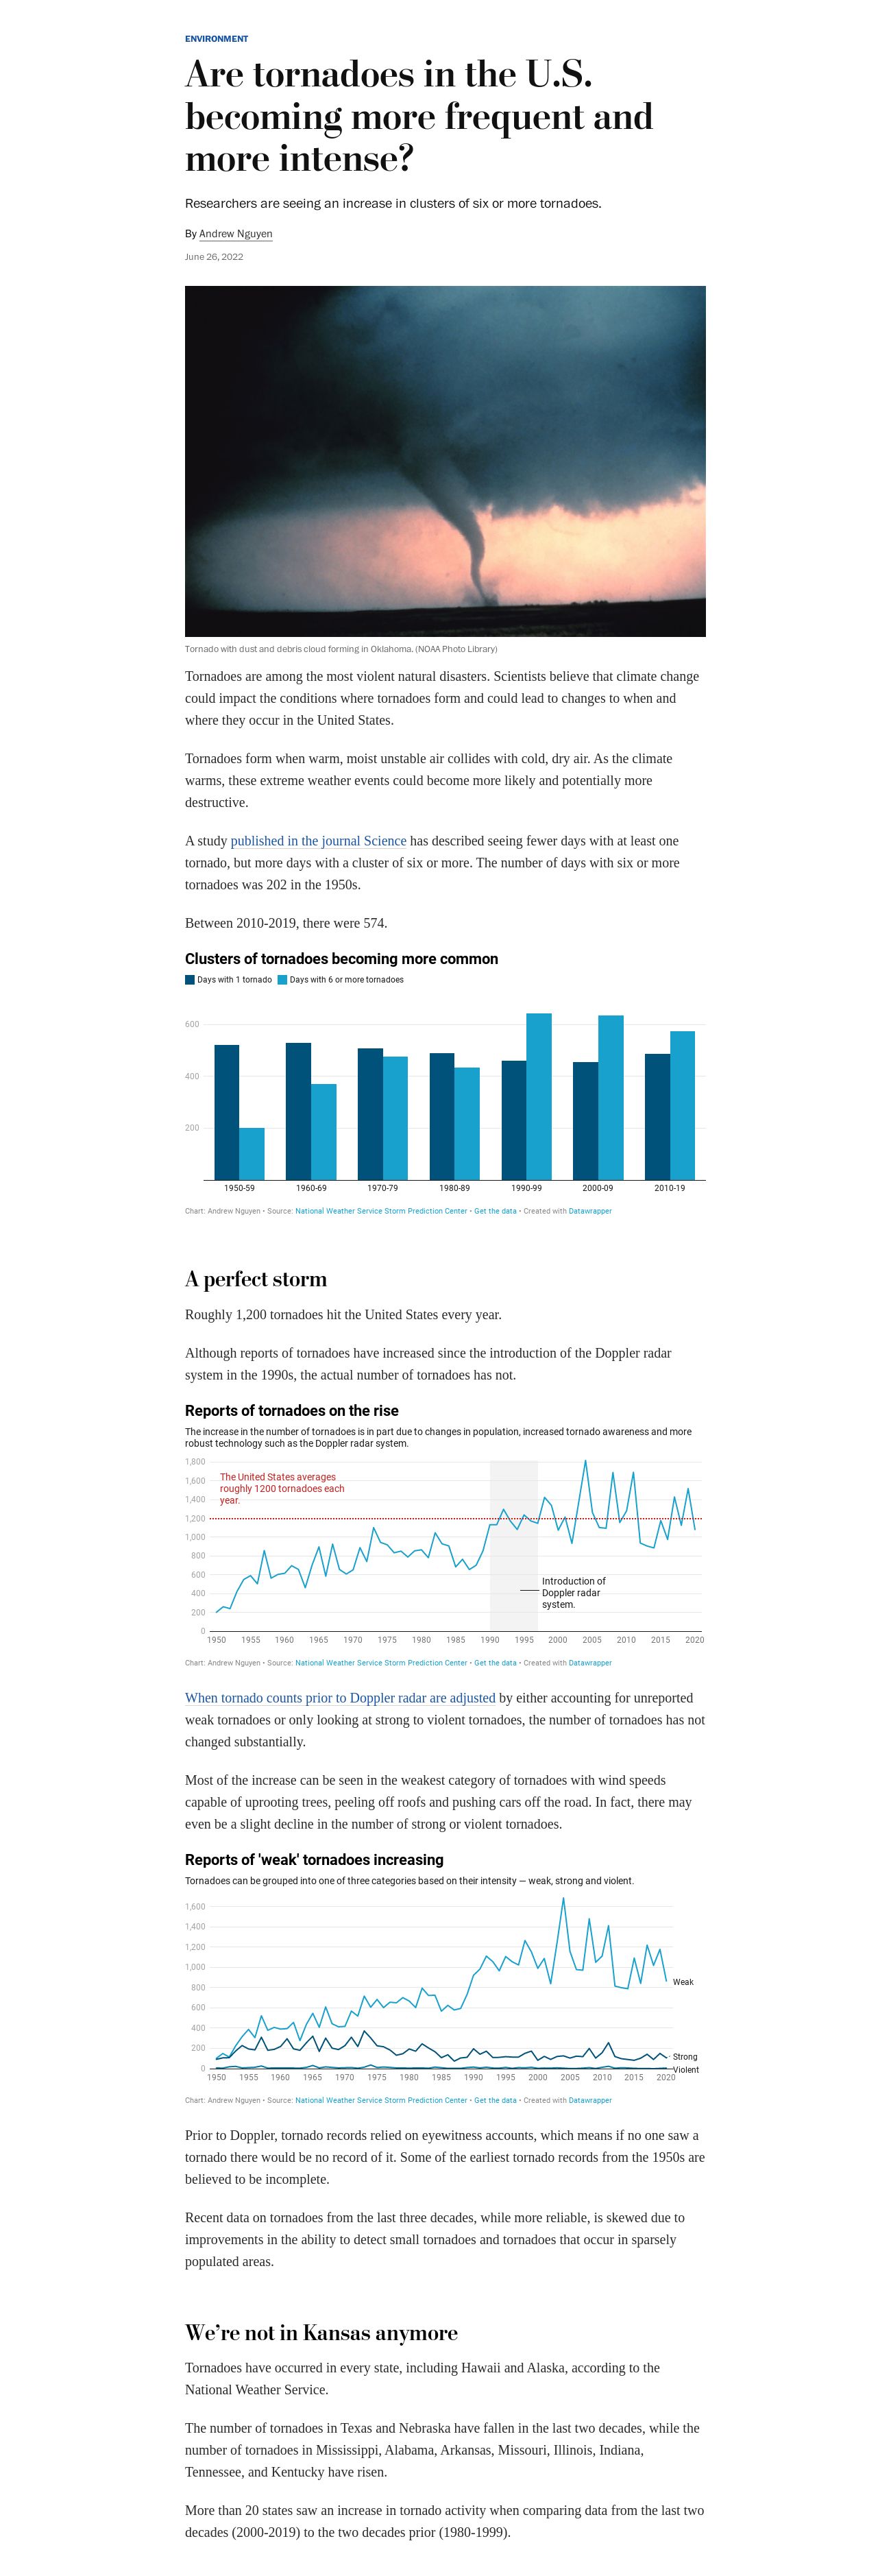 ENVIRONMENT
Are tornadoes in the U.S.
becoming more frequent and
more intense?
Researchers are seeing an increase in clusters of six or more tornadoes.
By Andrew Nguyen
June 26, 2022
Tornado with dust and debris cloud forming in Oklahoma. (NOAA Photo Library)
Tornadoes are among the most violent natural disasters. Scientists believe that climate change
could impact the conditions where tornadoes form and could lead to changes to when and
where they occur in the United States.
Tornadoes form when warm, moist unstable air collides with cold, dry air. As the climate
warms, these extreme weather events could become more likely and potentially more
destructive.
A study published in the journal Science has described seeing fewer days with at least one
tornado, but more days with a cluster of six or more. The number of days with six or more
tornadoes was 202 in the 1950s.
Between 2010-2019, there were 574.
Clusters of tornadoes becoming more common
Days with 1 tornado Days with 6 or more tornadoes
600
400
200
1950-59 1960-69 1970-79 1980-89 1990-99 2000-09 2010-19
Chart: Andrew Nguyen • Source: National Weather Service Storm Prediction Center • Get the data • Created with Datawrapper
A perfect storm
Roughly 1,200 tornadoes hit the United States every year.
Although reports of tornadoes have increased since the introduction of the Doppler radar
system in the 1990s, the actual number of tornadoes has not.
Reports of tornadoes on the rise
The increase in the number of tornadoes is in part due to changes in population, increased tornado awareness and more
robust technology such as the Doppler radar system.
1,800
1,600
1,400
1,200
1,000
800
600
400
200
0
The United States averages
roughly 1200 tornadoes each
year.
Introduction of
Doppler radar
system.
1950 1955 1960 1965 1970 1975 1980 1985 1990 1995 2000 2005 2010 2015 2020
Chart: Andrew Nguyen • Source: National Weather Service Storm Prediction Center • Get the data • Created with Datawrapper
When tornado counts prior to Doppler radar are adjusted by either accounting for unreported
weak tornadoes or only looking at strong to violent tornadoes, the number of tornadoes has not
changed substantially.
Most of the increase can be seen in the weakest category of tornadoes with wind speeds
capable of uprooting trees, peeling off roofs and pushing cars off the road. In fact, there may
even be a slight decline in the number of strong or violent tornadoes.
Reports of 'weak' tornadoes increasing
Tornadoes can be grouped into one of three categories based on their intensity — weak, strong and violent.
1,600
1,400
1,200
1,000
800
600
400
200
0
Weak
Strong
Violent
1950 1955 1960 1965 1970 1975 1980 1985 1990 1995 2000 2005 2010 2015 2020
Chart: Andrew Nguyen • Source: National Weather Service Storm Prediction Center • Get the data • Created with Datawrapper
Prior to Doppler, tornado records relied on eyewitness accounts, which means if no one saw a
tornado there would be no record of it. Some of the earliest tornado records from the 1950s are
believed to be incomplete.
Recent data on tornadoes from the last three decades, while more reliable, is skewed due to
improvements in the ability to detect small tornadoes and tornadoes that occur in sparsely
populated areas.
We’re not in Kansas anymore
Tornadoes have occurred in every state, including Hawaii and Alaska, according to the
National Weather Service.
The number of tornadoes in Texas and Nebraska have fallen in the last two decades, while the
number of tornadoes in Mississippi, Alabama, Arkansas, Missouri, Illinois, Indiana,
Tennessee, and Kentucky have risen.
More than 20 states saw an increase in tornado activity when comparing data from the last two
decades (2000-2019) to the two decades prior (1980-1999).